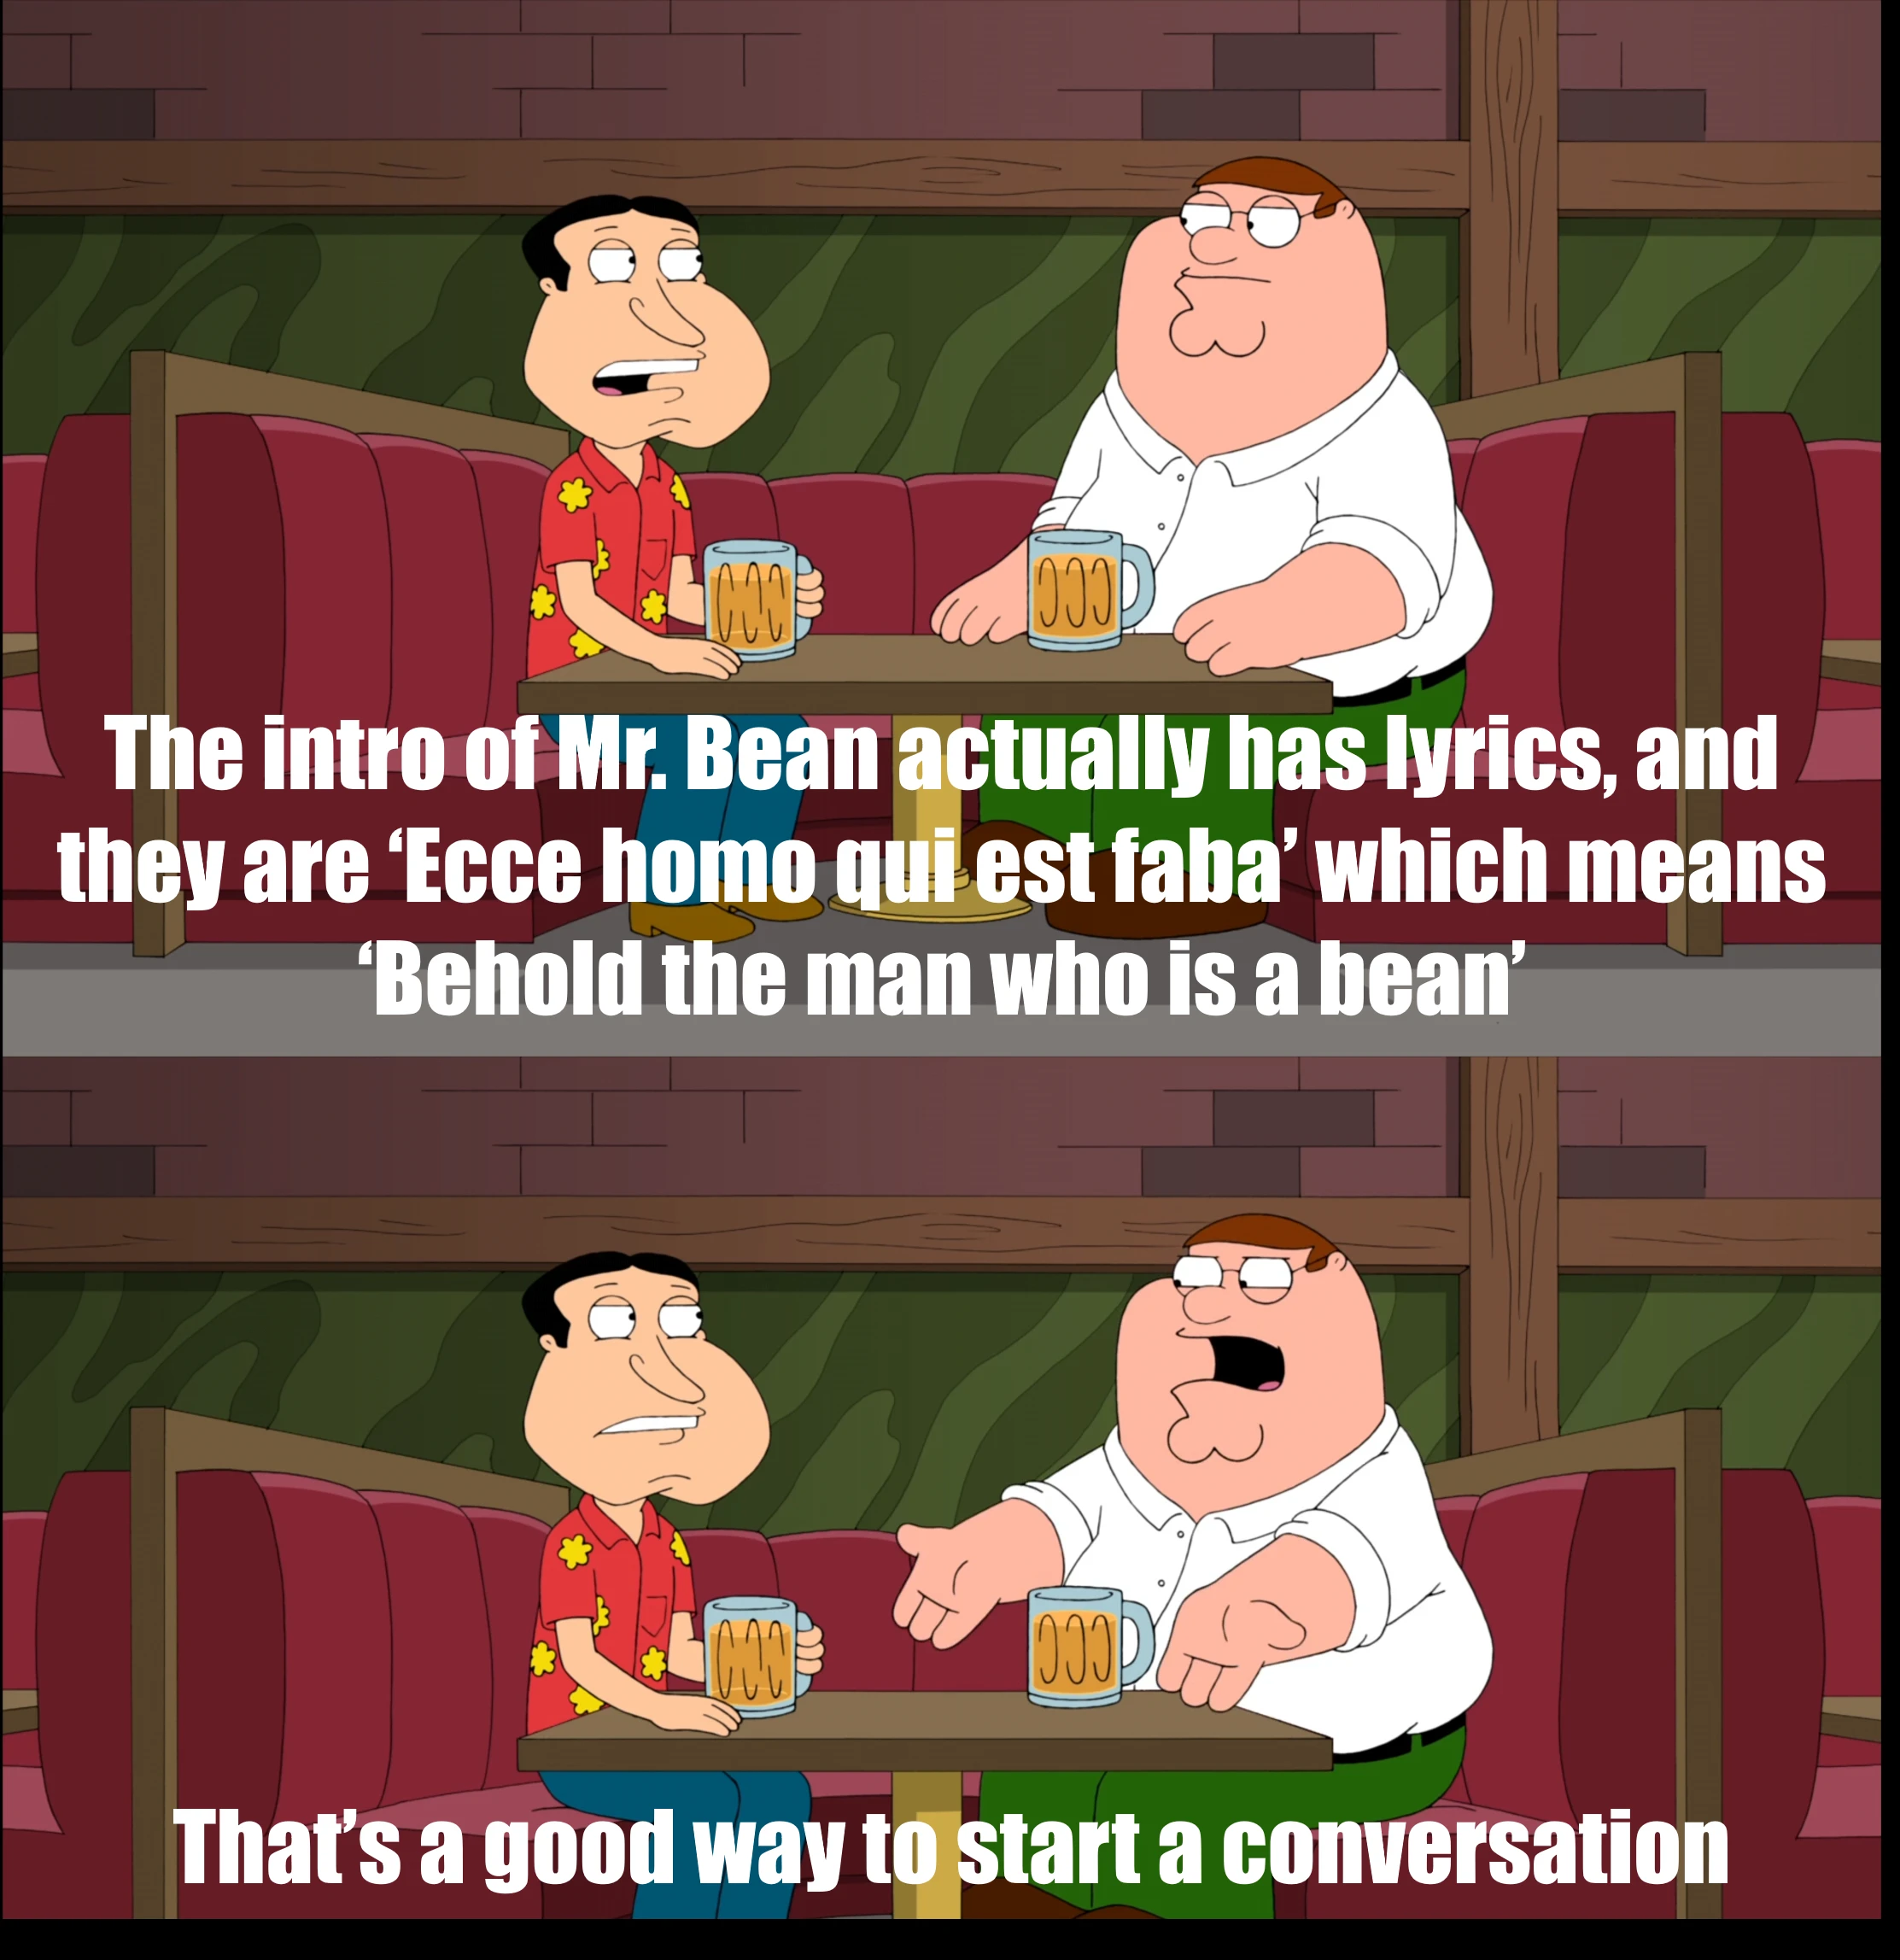 The intro of Mr. Bean actually has lyrics, and
they are ‘Ecce homo qui est faba’ which means
‘Behold the man who is a bean’
That’s a good way to start a conversation